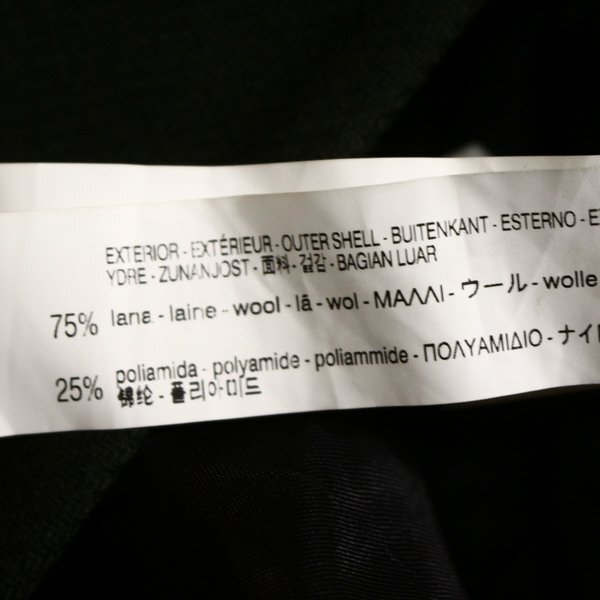 EXTERIOR - EXTÉRIEUR - OUTER SHELL - BUITENKANT - ESTERNO -
YDRE - ZUNANJOST - 面料 - 겉감 - BAGIAN LUAR
75% lana - laine - wool - lã - wol - ΜΑΛΛΙ - ウール - wolle
25% poliamida - polyamide - poliammide - ΠΟΛΥΑΜΙΔΙΟ - ナイ
锦纶 - 폴리아미드